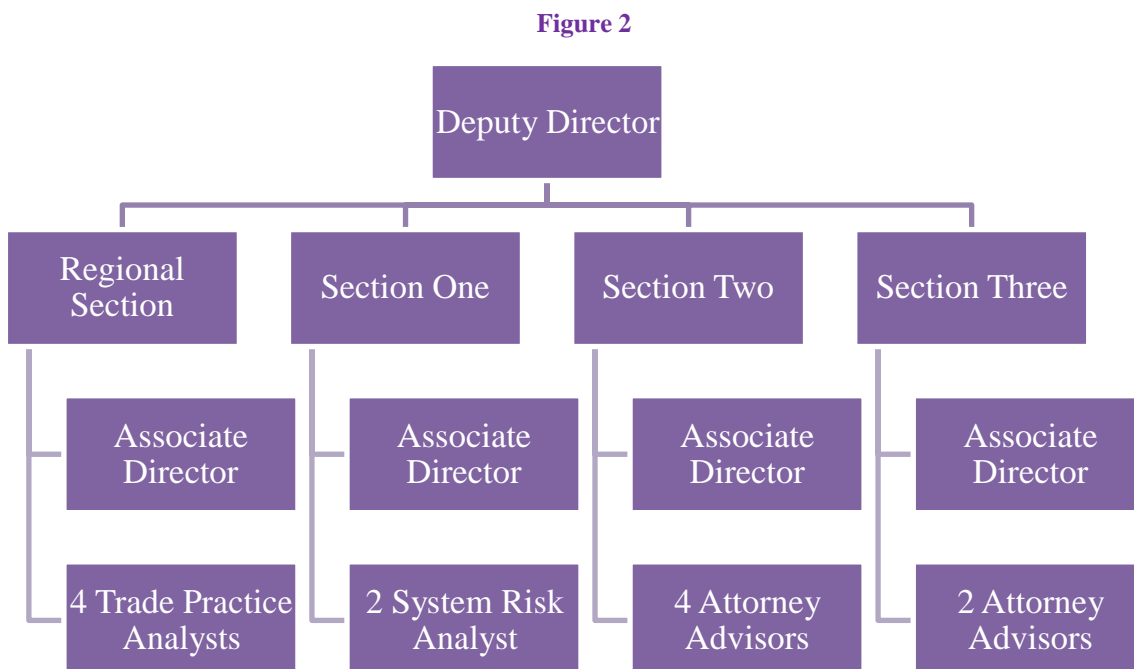 Figure 2
Deputy Director
Regional
Section
Section One
Section Two
Section Three
Associate
Director
Associate
Director
Associate
Director
Associate
Director
4 Trade Practice
Analysts
2 System Risk
Analyst
4 Attorney
Advisors
2 Attorney
Advisors